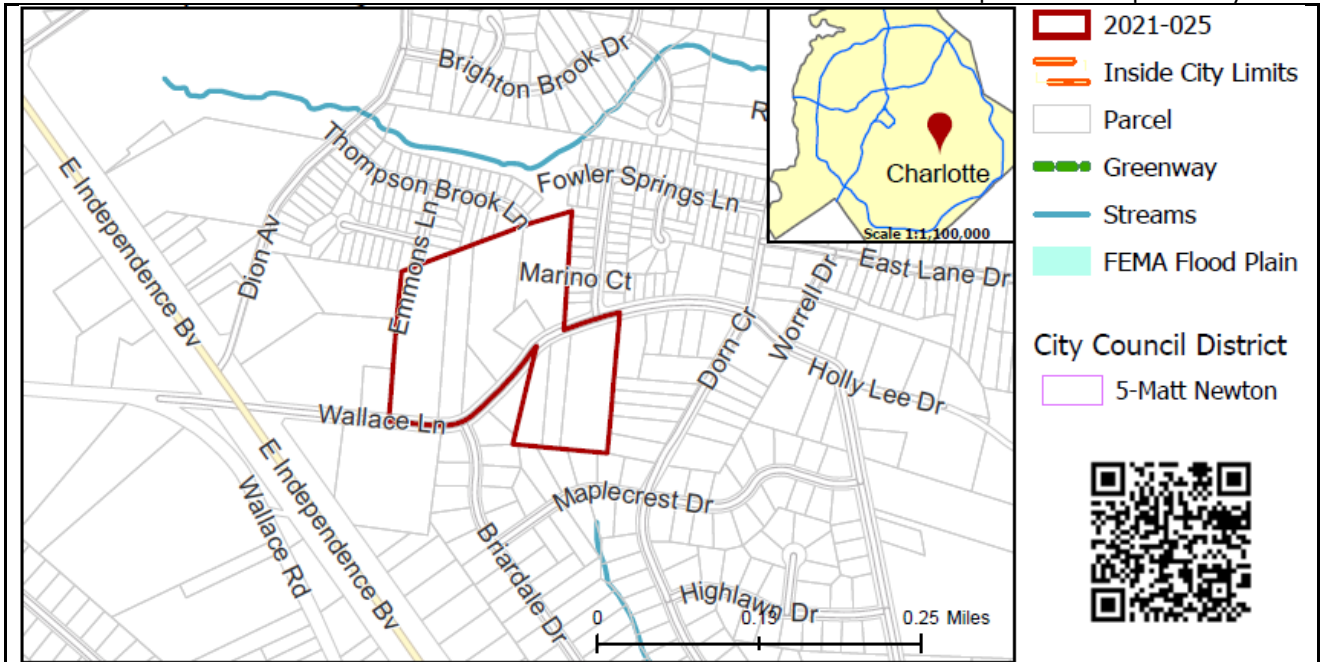 Brighton Brook Dr
Thompson Brook Ln
Fowler Springs Ln
R
Charlotte
Scale 1:1,100,000
E Independence Bv
Dion Av
Emmons Ln
Marino Ct
East Lane Dr
Worrell Dr
Dorn Cr
Holly Lee Dr
Wallace Ln
E Independence Bv
Wallace Rd
Maplecrest Dr
Briardale Dr
Highlawn Dr
0 0.13 0.25 Miles
2021-025
Inside City Limits
Parcel
Greenway
Streams
FEMA Flood Plain
City Council District
5-Matt Newton